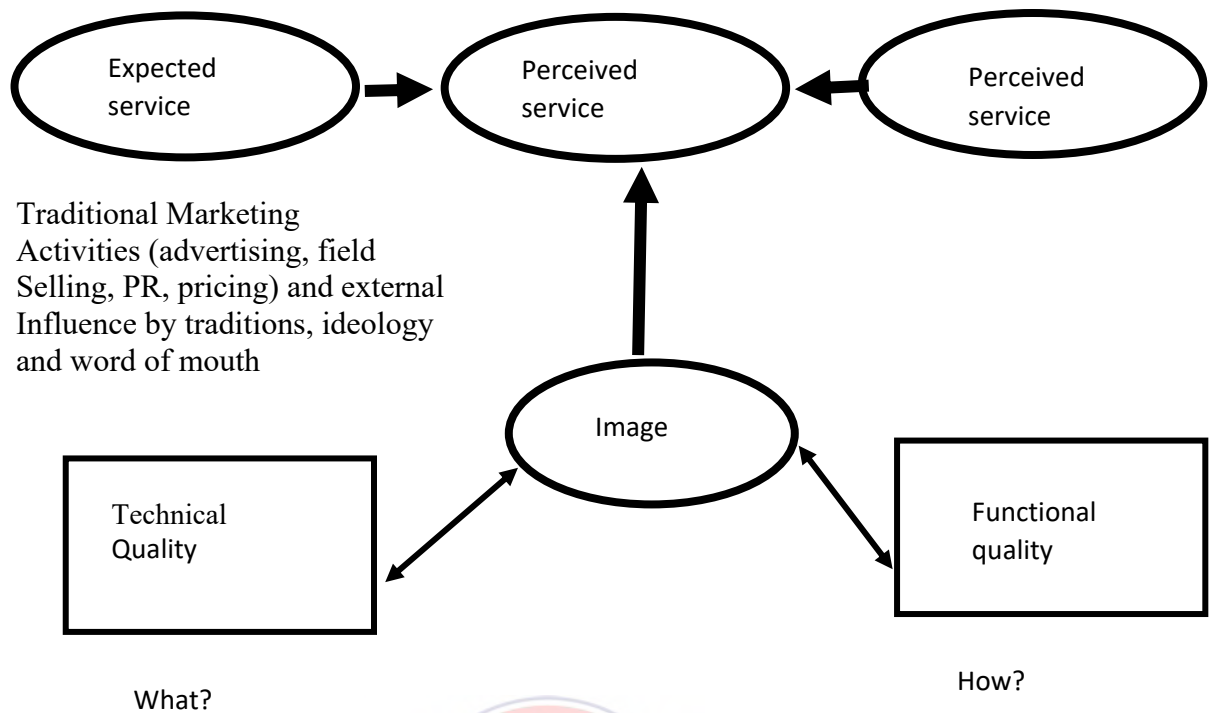 Expected
service
Perceived
service
Perceived
service
Traditional Marketing
Activities (advertising, field
Selling, PR, pricing) and external
Influence by traditions, ideology
and word of mouth
Image
Technical
Quality
Functional
quality
What?
How?